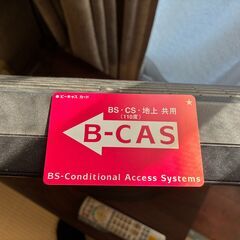 ビーキャス カード
BS・CS・地上 共用
(110度)
B-CAS
BS-Conditional Access Systems